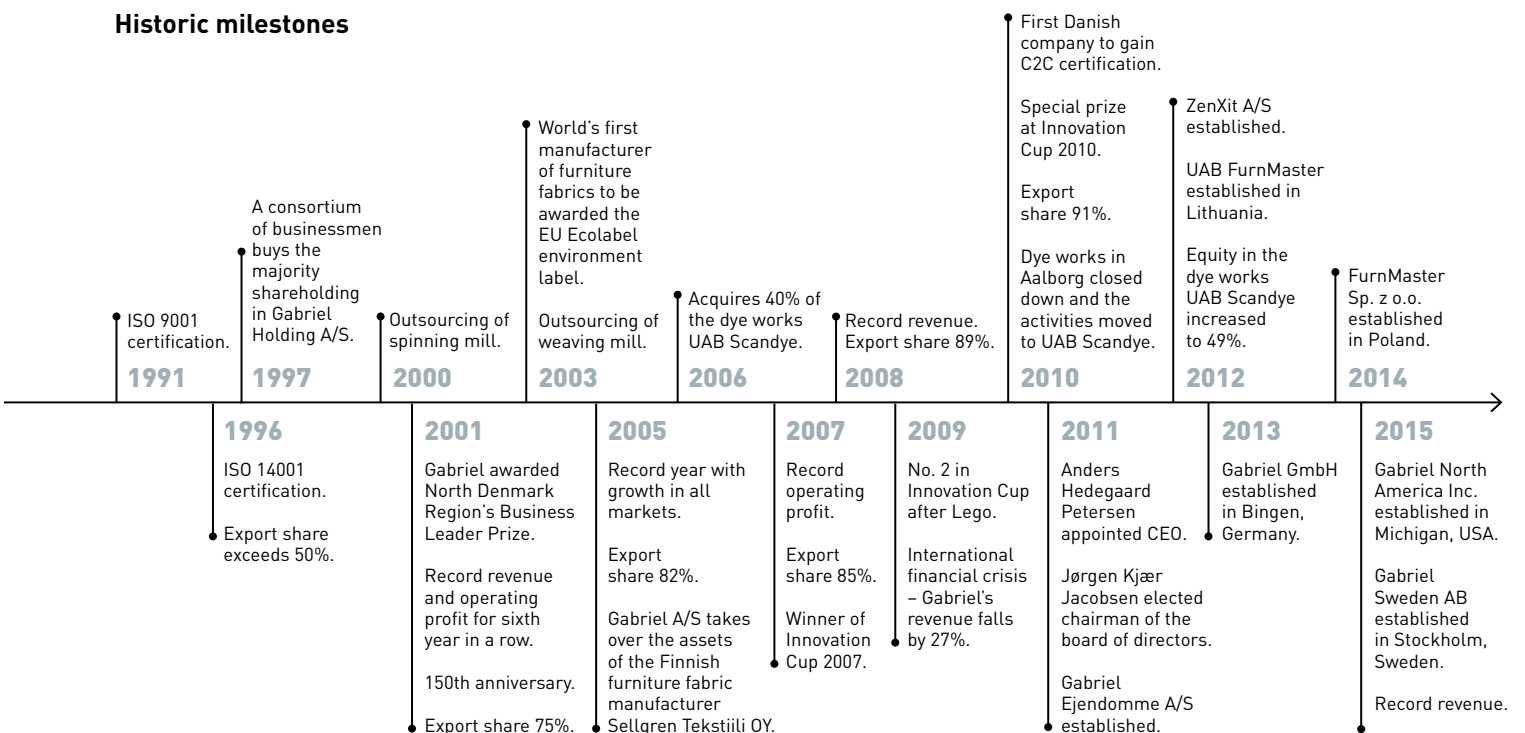 Historic milestones
ISO 9001
certification.
1991
1996
ISO 14001
certification.
Export share
exceeds 50%.
A consortium
of businessmen
buys the
majority
shareholding
in Gabriel
Holding A/S.
1997
Outsourcing of
spinning mill.
2000
2001
Gabriel awarded
North Denmark
Region's Business
Leader Prize.
Record revenue
and operating
profit for sixth
year in a row.
150th anniversary.
Export share 75%.
World's first
manufacturer
of furniture
fabrics to be
awarded the
EU Ecolabel
environment
label.
Outsourcing of
weaving mill.
2003
2005
Record year with
growth in all
markets.
Export
share 82%.
Gabriel A/S takes
over the assets
of the Finnish
furniture fabric
manufacturer
Sellgren Tekstiili OY.
Acquires 40% of
the dye works
UAB Scandye.
2006
2007
Record
operating
profit.
Export
share 85%.
Winner of
Innovation
Cup 2007.
Record revenue.
Export share 89%.
2008
2009
No. 2 in
Innovation Cup
after Lego.
International
financial crisis
– Gabriel's
revenue falls
by 27%.
First Danish
company to gain
C2C certification.
Special prize
at Innovation
Cup 2010.
Export
share 91%.
Dye works in
Aalborg closed
down and the
activities moved
to UAB Scandye.
2010
2011
Anders
Hedegaard
Petersen
appointed CEO.
Jørgen Kjær
Jacobsen elected
chairman of the
board of directors.
Gabriel
Ejendomme A/S
established.
ZenXit A/S
established.
UAB FurnMaster
established in
Lithuania.
Equity in the
dye works
UAB Scandye
increased
to 49%.
2012
2013
Gabriel GmbH
established
in Bingen,
Germany.
FurnMaster
Sp. z o.o.
established
in Poland.
2014
2015
Gabriel North
America Inc.
established in
Michigan, USA.
Gabriel
Sweden AB
established
in Stockholm,
Sweden.
Record revenue.